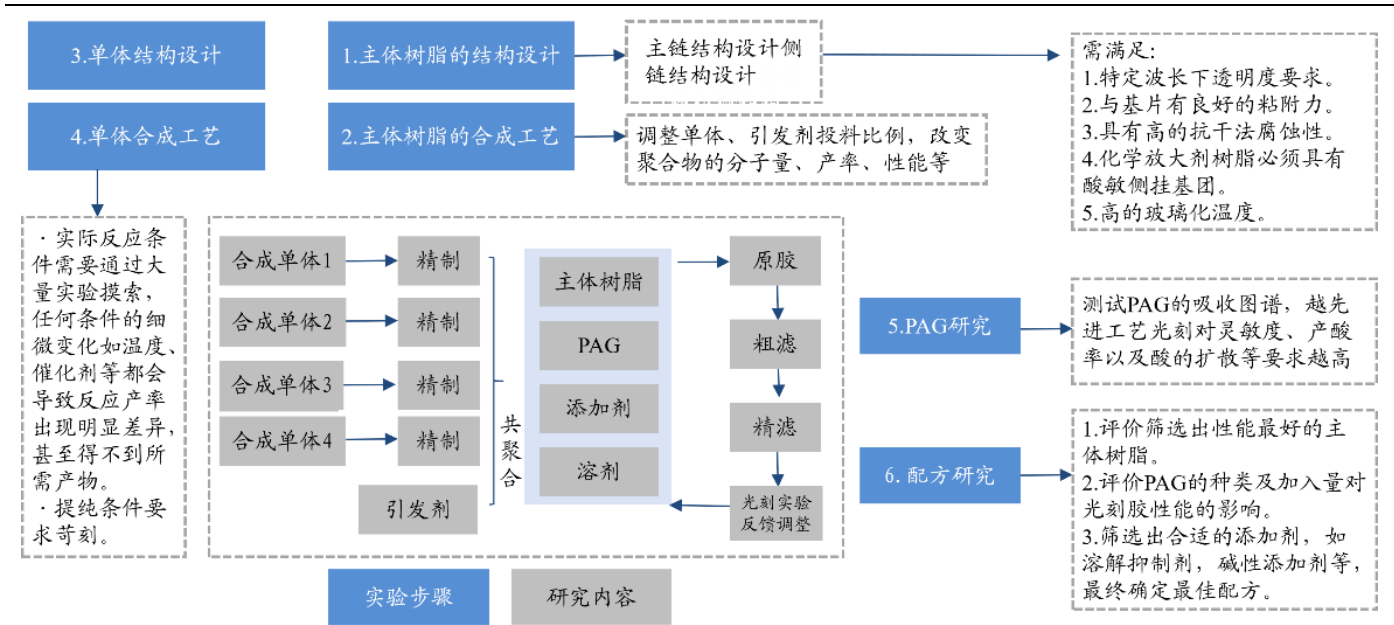 3.单体结构设计
1.主体树脂的结构设计
主链结构设计侧
链结构设计
需满足:
1.特定波长下透明度要求。
2.与基片有良好的粘附力。
3.具有高的抗干法腐蚀性。
4.化学放大剂树脂必须具有
酸敏侧挂基团。
5.高的玻璃化温度。
4.单体合成工艺
2.主体树脂的合成工艺
调整单体、引发剂投料比例，改变
聚合物的分子量、产率、性能等
·实际反应条
件需要通过大
量实验摸索，
任何条件的细
微变化如温度、
催化剂等都会
导致反应产率
出现明显差异，
甚至得不到所
需产物。
·提纯条件要
求苛刻。
合成单体1
精制
合成单体2
精制
合成单体3
精制
合成单体4
精制
引发剂
共聚合
主体树脂
PAG
添加剂
溶剂
原胶
粗滤
精滤
光刻实验
反馈调整
5.PAG研究
测试PAG的吸收图谱，越先
进工艺光刻对灵敏度、产酸
率以及酸的扩散等要求越高
6. 配方研究
1.评价筛选出性能最好的主
体树脂。
2.评价PAG的种类及加入量对
光刻胶性能的影响。
3.筛选出合适的添加剂，如
溶解抑制剂，碱性添加剂等，
最终确定最佳配方。
实验步骤
研究内容